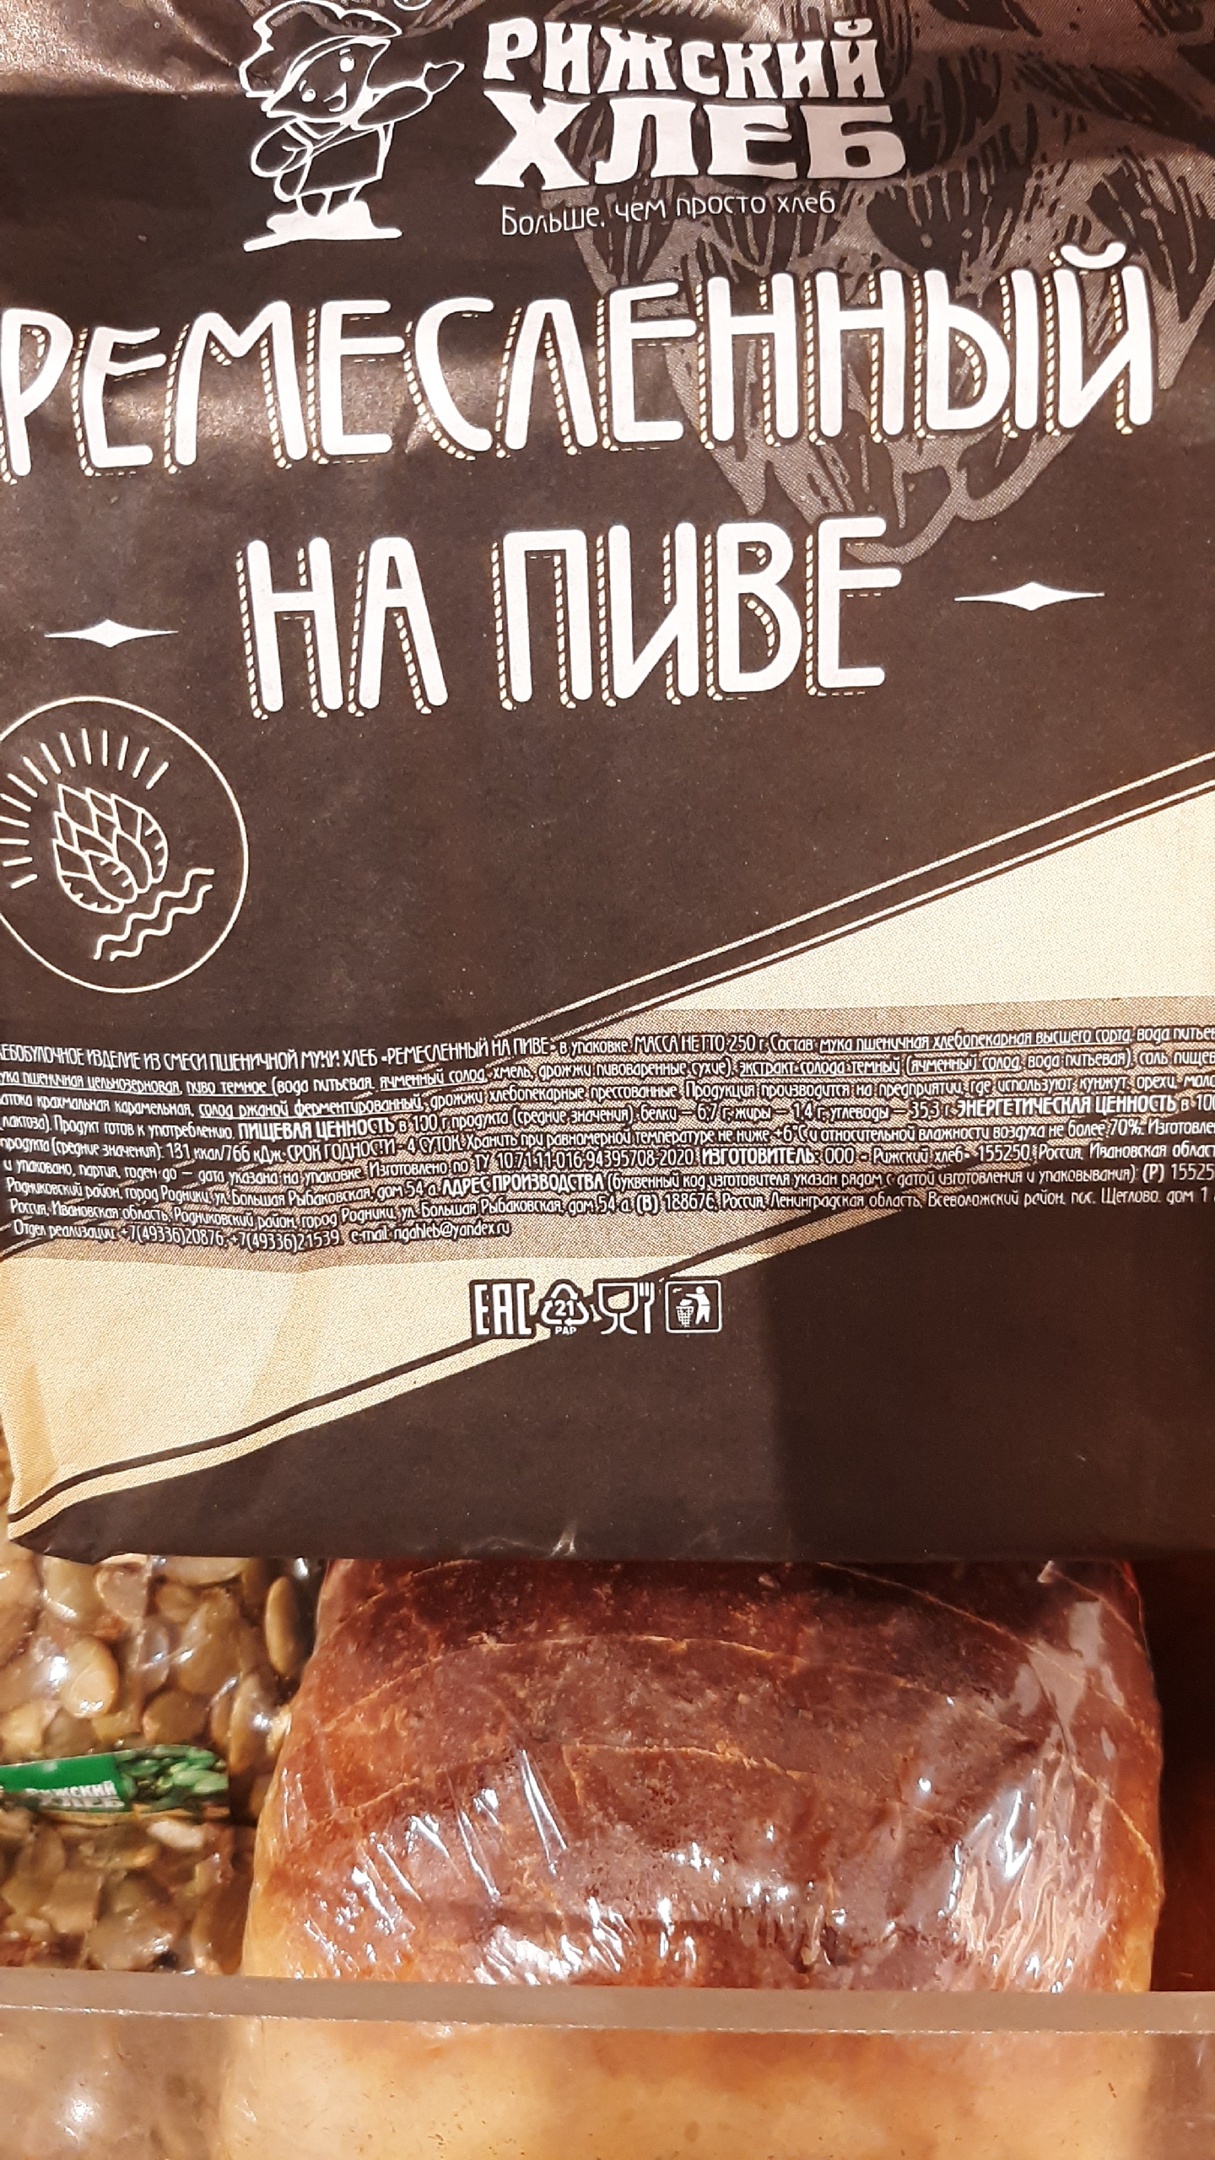 РИЖСКИЙ
ХЛЕБ
Больше, чем просто хлеб
РЕМЕСЛЕННЫЙ
НА ПИВЕ
ЕБОБУЛОЧНОЕ ИЗДЕЛИЕ ИЗ СМЕСИ ПШЕНИЧНОЙ МУКИ: ХЛЕБ «РЕМЕСЛЕННЫЙ НА ПИВЕ» в упаковке. МАССА НЕТТО 250 г. Состав: мука пшеничная хлебопекарная высшего сорта, вода питьев
ука пшеничная цельнозерновая, пиво темное (вода питьевая, ячменный солод, хмель, дрожжи пивоваренные сухие), экстракт солода темный (ячменный солод, вода питьевая), соль пищев
атока крахмальная карамельная, солод ржаной ферментированный, дрожжи хлебопекарные прессованные. Продукция производится на предприятии, где используют кунжут, орехи, моло
(лактоза). Продукт готов к употреблению. ПИЩЕВАЯ ЦЕННОСТЬ в 100 г продукта (средние значения): белки — 6,7 г, жиры — 1,4 г, углеводы — 35,3 г. ЭНЕРГЕТИЧЕСКАЯ ЦЕННОСТЬ в 100
продукта (средние значения): 181 ккал/766 кДж. СРОК ГОДНОСТИ - 4 СУТОК. Хранить при равномерной температуре не ниже +6°С и относительной влажности воздуха не более 70%. Изготовле
и упаковано, партия, годен до — дата указана на упаковке. Изготовлено по ТУ 10.71.11-016-94395708-2020. ИЗГОТОВИТЕЛЬ: ООО «Рижский хлеб» 155250, Россия, Ивановская област
Родниковский район, город Родники, ул. Большая Рыбаковская, дом 54 а. АДРЕС ПРОИЗВОДСТВА (буквенный код изготовителя указан рядом с датой изготовления и упаковывания): (Р) 15525
Россия, Ивановская область, Родниковский район, город Родники, ул. Большая Рыбаковская, дом 54 а. (В) 188676, Россия, Ленинградская область, Всеволожский район, пос. Щеглово, дом 1
Отдел реализации: +7(49336)20876, +7(49336)21539. e-mail: rigahleb@yandex.ru
EAC 21
PAP
РИЖСКИЙ
ХЛЕБ